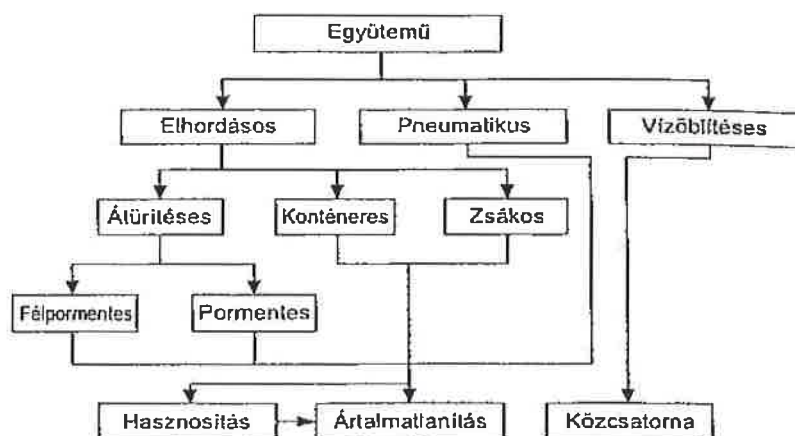 Együtemű
Elhordásos
Pneumatikus
Vízöblítéses
Átürítéses
Konténeres
Zsákos
Félpormentes
Pormentes
Hasznosítás
Ártalmatlanítás
Közcsatorna